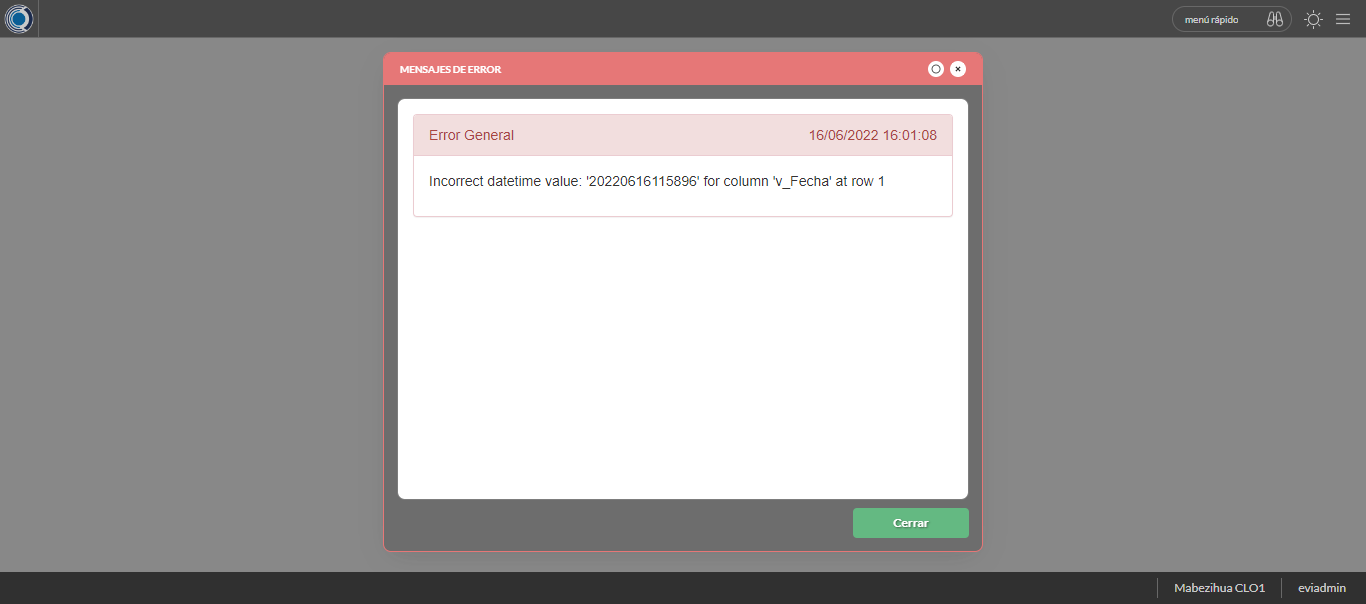 menú rápido
MENSAJES DE ERROR
Error General 16/06/2022 16:01:08
Incorrect datetime value: '20220616115896' for column 'v_Fecha' at row 1
Cerrar
Mabezihua CLO1 eviadmin